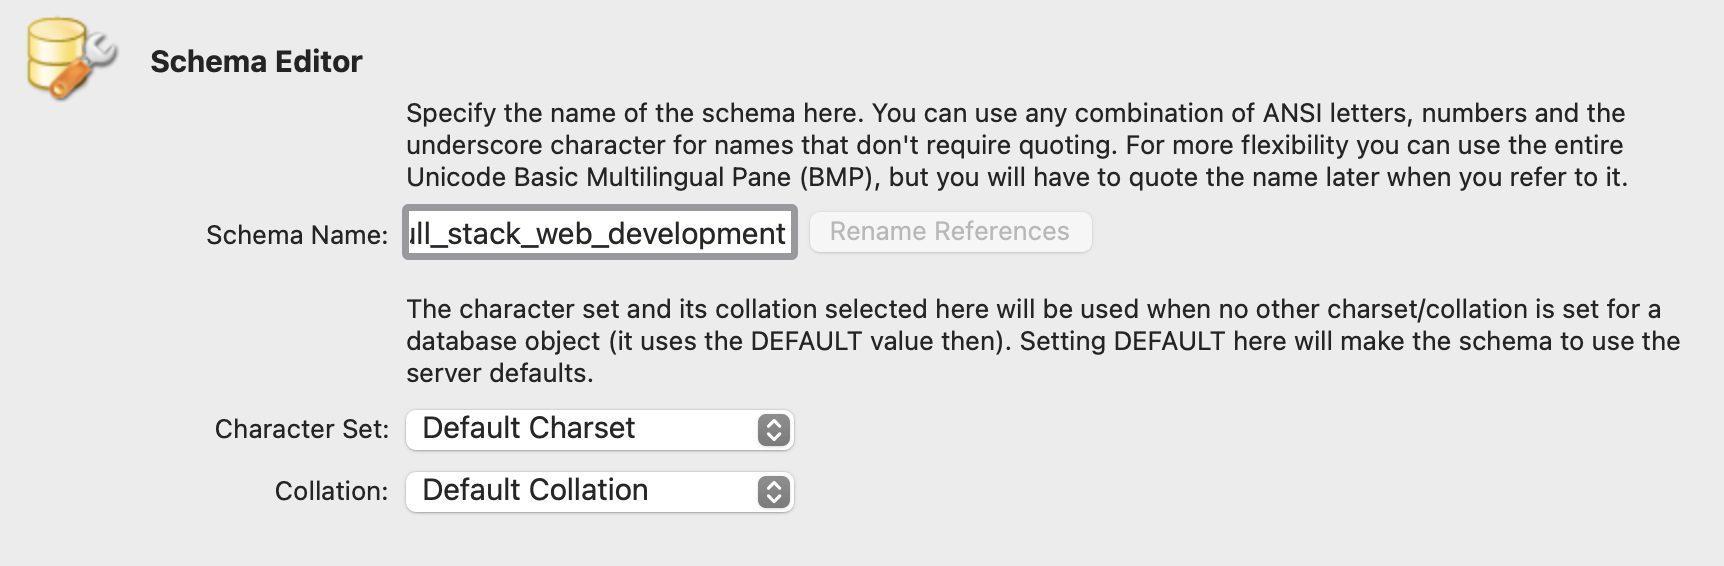 Schema Editor
Specify the name of the schema here. You can use any combination of ANSI letters, numbers and the
underscore character for names that don't require quoting. For more flexibility you can use the entire
Unicode Basic Multilingual Pane (BMP), but you will have to quote the name later when you refer to it.
Schema Name: ull_stack_web_development Rename References
The character set and its collation selected here will be used when no other charset/collation is set for a
database object (it uses the DEFAULT value then). Setting DEFAULT here will make the schema to use the
server defaults.
Character Set: Default Charset
Collation: Default Collation